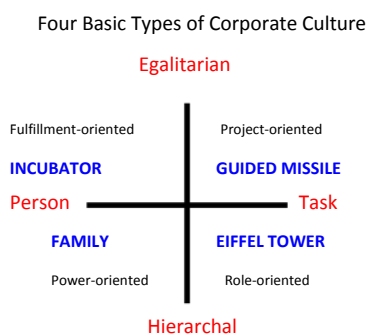 Four Basic Types of Corporate Culture
Egalitarian
Fulfillment-oriented Project-oriented
INCUBATOR GUIDED MISSILE
Person Task
FAMILY EIFFEL TOWER
Power-oriented Role-oriented
Hierarchal